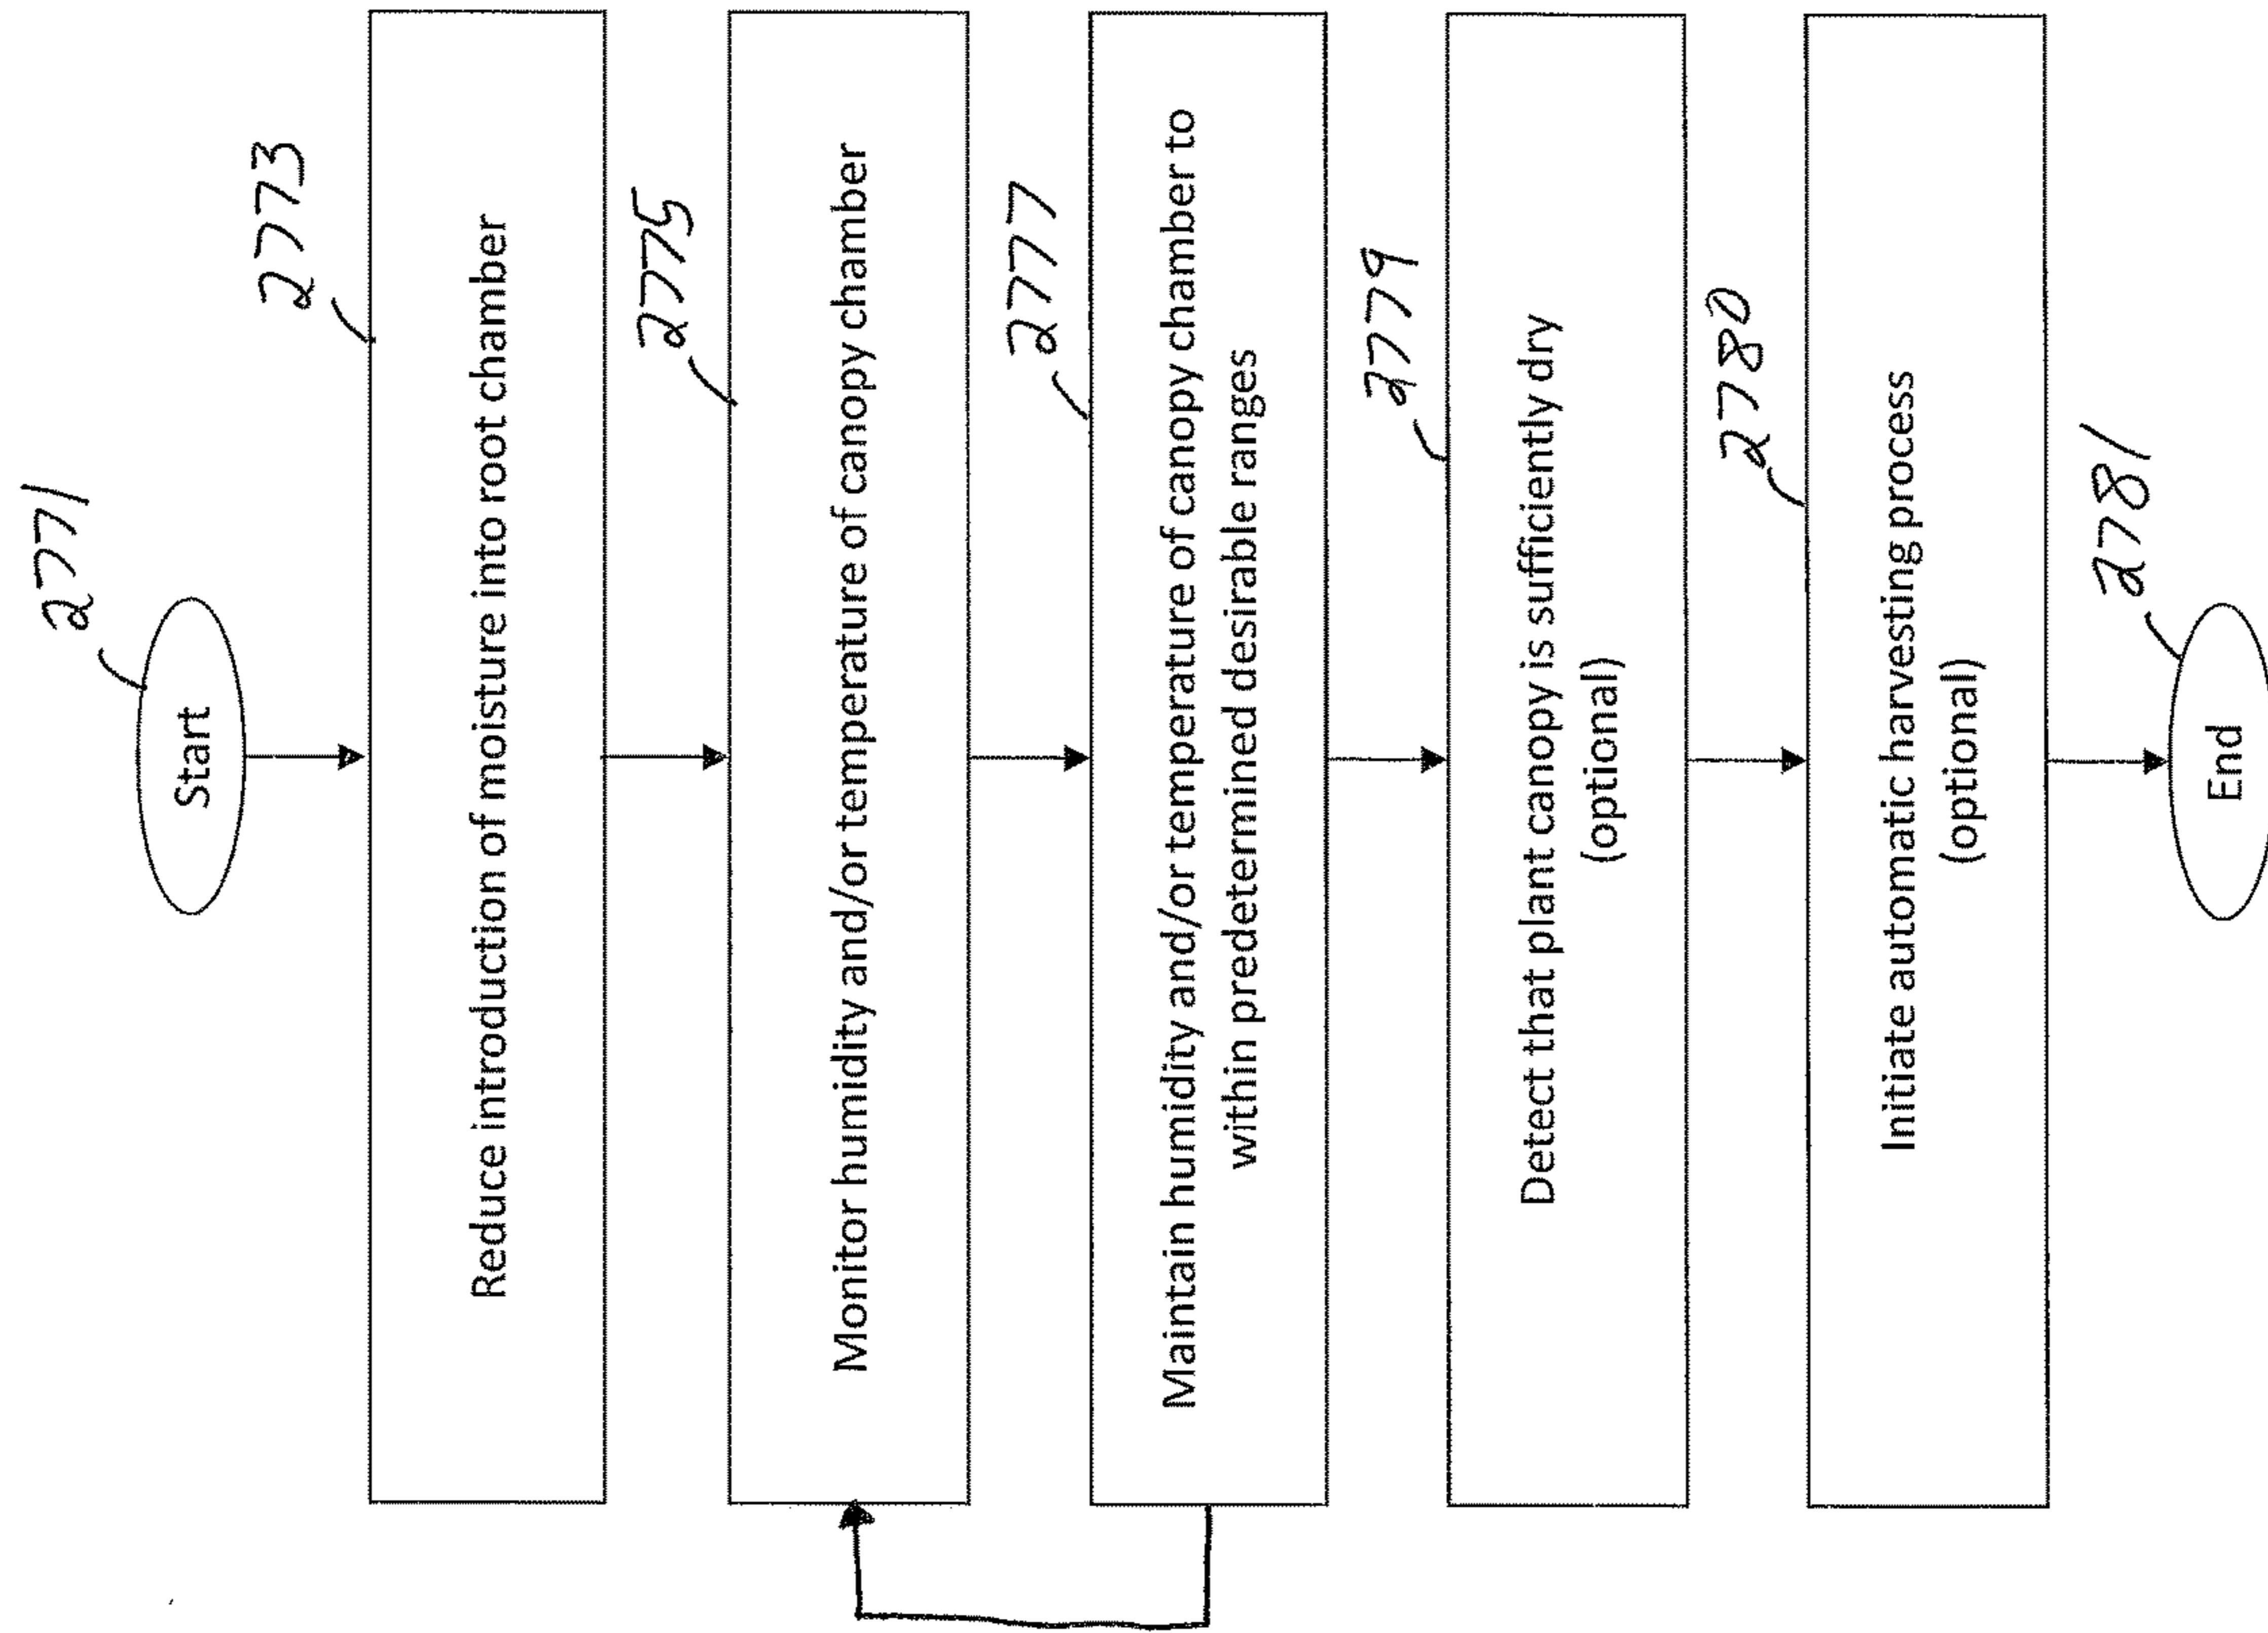 2771
Start
2773
Reduce introduction of moisture into root chamber
2775
Monitor humidity and/or temperature of canopy chamber
2777
Maintain humidity and/or temperature of canopy chamber to
within predetermined desirable ranges
2779
Detect that plant canopy is sufficiently dry
(optional)
2780
Initiate automatic harvesting process
(optional)
2781
End